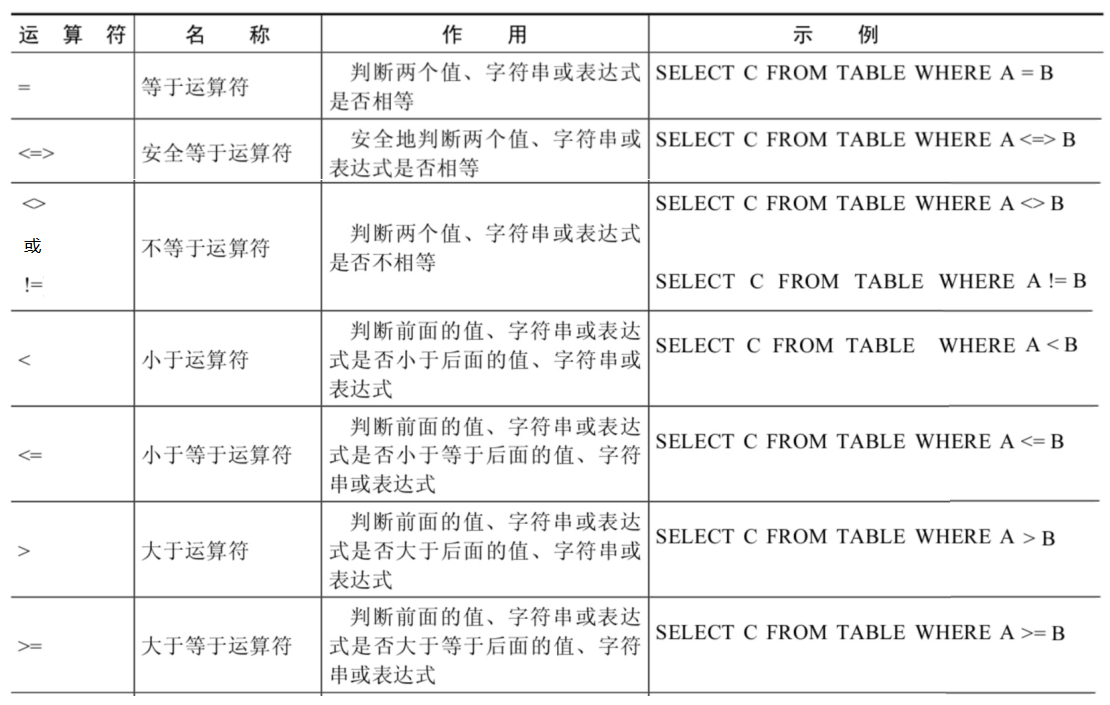 运 算 符 名 称 作 用 示 例
= 等于运算符 判断两个值、字符串或表达式 SELECT C FROM TABLE WHERE A = B
是否相等
<=> 安全等于运算符 安全地判断两个值、字符串或 SELECT C FROM TABLE WHERE A <=> B
表达式是否相等
<> SELECT C FROM TABLE WHERE A <> B
或 不等于运算符 判断两个值、字符串或表达式
是否不相等
!= SELECT C FROM TABLE WHERE A != B
< 小于运算符 判断前面的值、字符串或表达 SELECT C FROM TABLE WHERE A < B
式是否小于后面的值、字符串或
表达式
<= 小于等于运算符 判断前面的值、字符串或表达 SELECT C FROM TABLE WHERE A <= B
式是否小于等于后面的值、字符
串或表达式
> 大于运算符 判断前面的值、字符串或表达 SELECT C FROM TABLE WHERE A > B
式是否大于后面的值、字符串或
表达式
>= 大于等于运算符 判断前面的值、字符串或表达 SELECT C FROM TABLE WHERE A >= B
式是否大于等于后面的值、字符
串或表达式